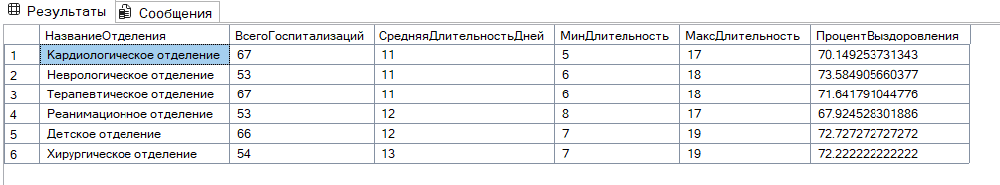 Результаты Сообщения
НазваниеОтделения ВсегоГоспитализаций СредняяДлительностьДней МинДлительность МаксДлительность ПроцентВыздоровления
1 Кардиологическое отделение 67 11 5 17 70.149253731343
2 Неврологическое отделение 53 11 6 18 73.584905660377
3 Терапевтическое отделение 67 11 6 18 71.641791044776
4 Реанимационное отделение 53 12 8 17 67.924528301886
5 Детское отделение 66 12 7 19 72.727272727272
6 Хирургическое отделение 54 13 7 19 72.222222222222